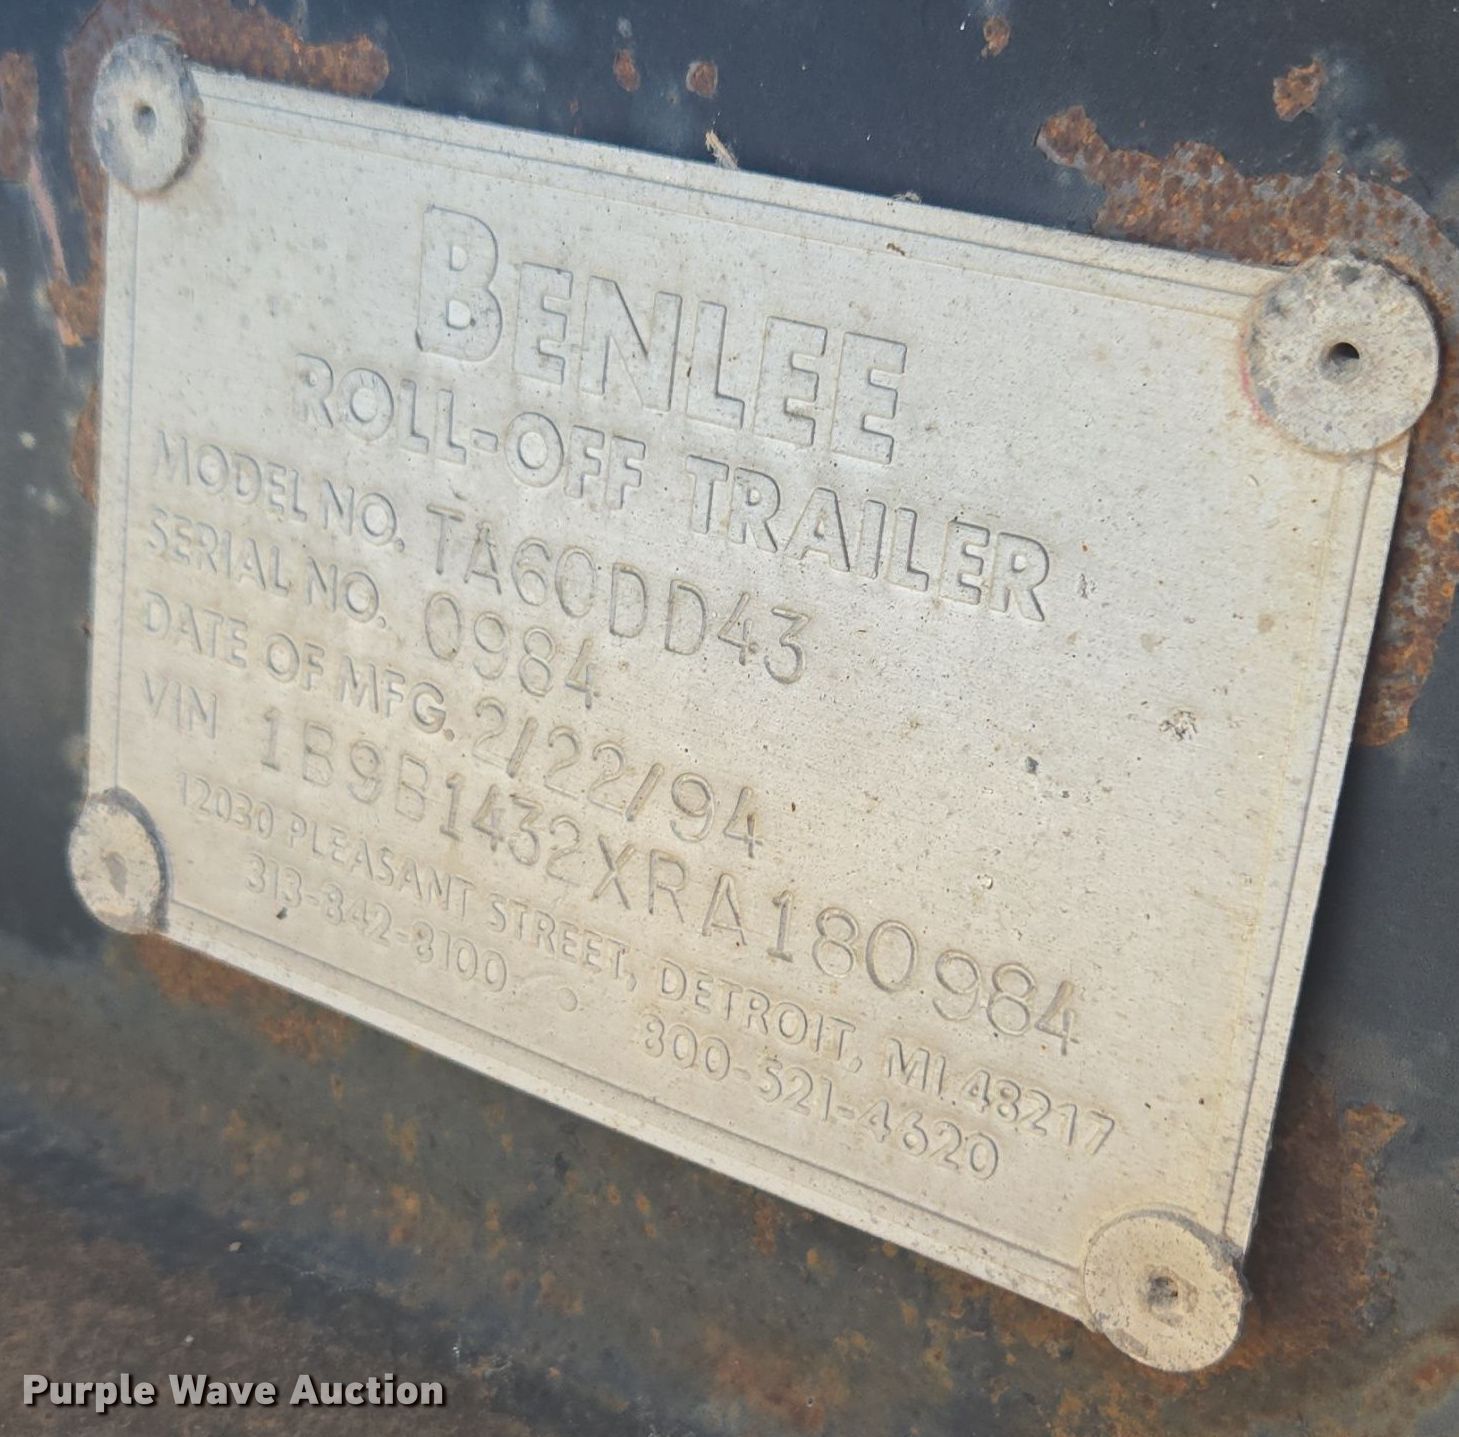 BENLEE
ROLL-OFF TRAILER
MODEL NO. TA60DD43
SERIAL NO. 0984
DATE OF MFG. 2/22/94
VIN 1B9B1432XRA180984
12030 PLEASANT STREET, DETROIT, MI. 48217
313-842-8100 800-521-4620
Purple Wave Auction